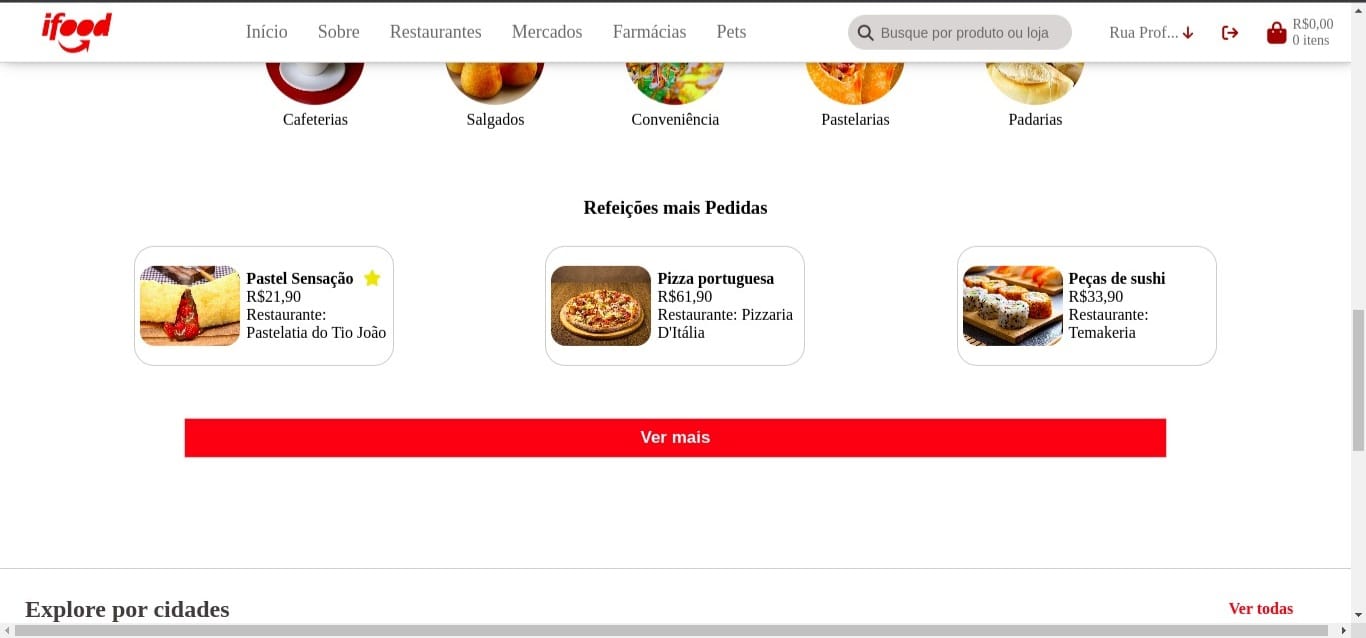 ifood
Início Sobre Restaurantes Mercados Farmácias Pets
Busque por produto ou loja
Rua Prof...
R$0,00
0 itens
Cafeterias Salgados Conveniência Pastelarias Padarias
Refeições mais Pedidas
Pastel Sensação
R$21,90
Restaurante:
Pastelatia do Tio João
Pizza portuguesa
R$61,90
Restaurante: Pizzaria
D'Itália
Peças de sushi
R$33,90
Restaurante:
Temakeria
Ver mais
Explore por cidades
Ver todas